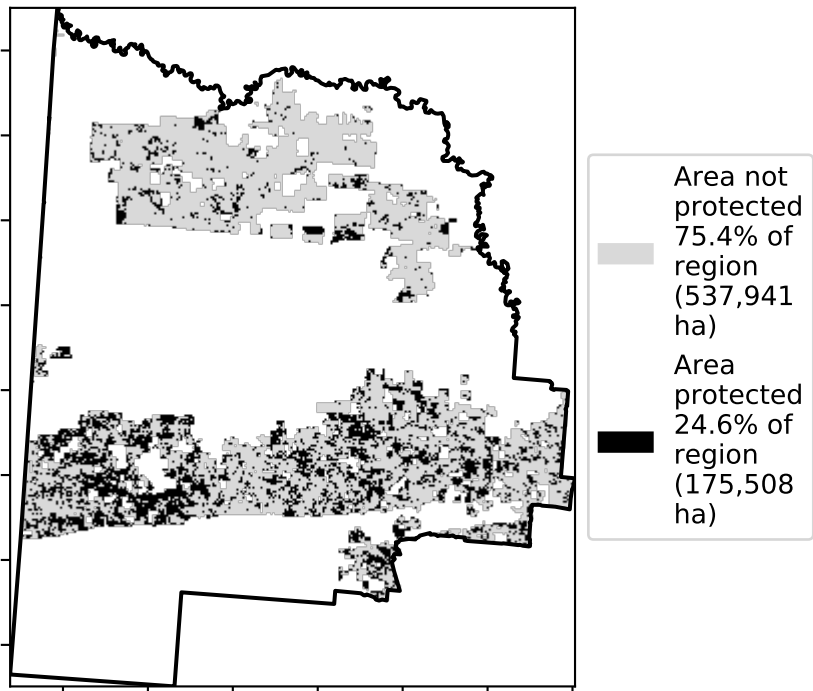 Area not
protected
75.4% of
region
(537,941
ha)
Area
protected
24.6% of
region
(175,508
ha)